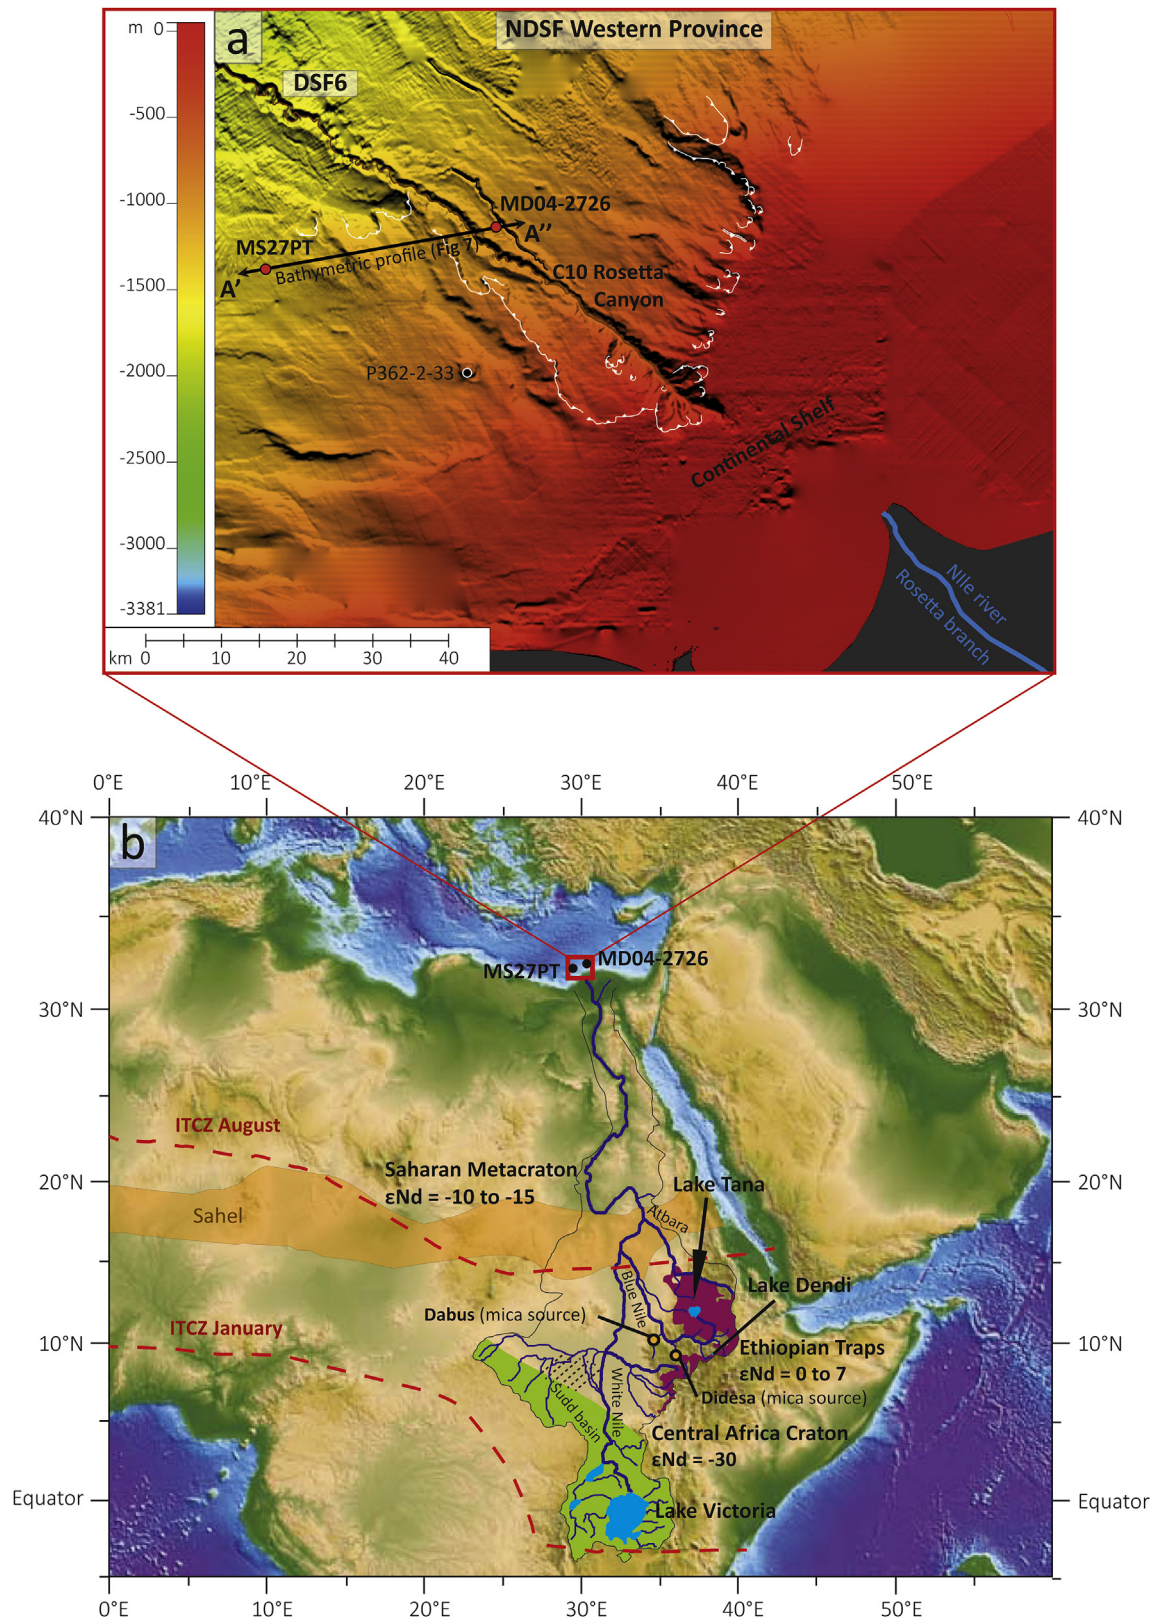 NDSF Western Province
a
m 0
-500
-1000
-1500
-2000
-2500
-3000
-3381
DSF6
MD04-2726
A''
MS27PT
Bathymetric profile (Fig 7)
A'
C10 Rosetta
Canyon
P362-2-33
Continental Shelf
NIle river
Rosetta branch
km 0 10 20 30 40
0°E 10°E 20°E 30°E 40°E 50°E
40°N 40°N
b
MD04-2726
MS27PT
30°N 30°N
ITCZ August
Saharan Metacraton
εNd = -10 to -15
20°N 20°N
Lake Tana
Sahel
Atbara
Lake Dendi
Blue Nile
Dabus (mica source)
ITCZ January
10°N 10°N
Ethiopian Traps
εNd = 0 to 7
Didesa (mica source)
White Nile
Sudd basin
Central Africa Craton
εNd = -30
Equator Equator
Lake Victoria
0°E 10°E 20°E 30°E 40°E 50°E